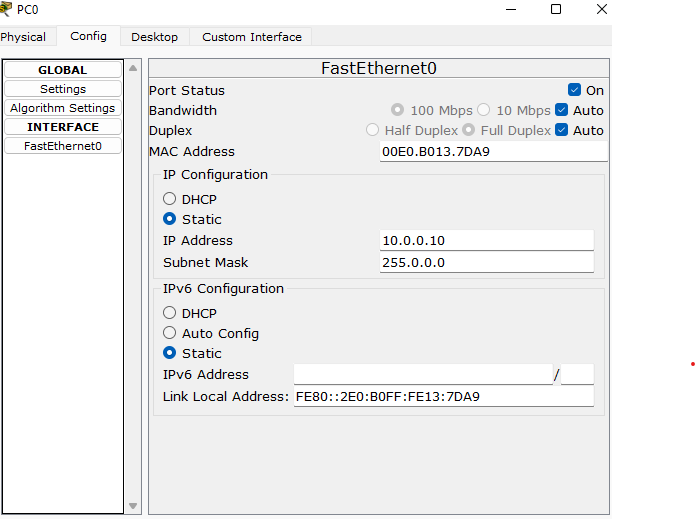 PC0
Physical Config Desktop Custom Interface
GLOBAL
Settings
Algorithm Settings
INTERFACE
FastEthernet0
FastEthernet0
Port Status On
Bandwidth 100 Mbps 10 Mbps Auto
Duplex Half Duplex Full Duplex Auto
MAC Address 00E0.B013.7DA9
IP Configuration
DHCP
Static
IP Address 10.0.0.10
Subnet Mask 255.0.0.0
IPv6 Configuration
DHCP
Auto Config
Static
IPv6 Address /
Link Local Address: FE80::2E0:B0FF:FE13:7DA9